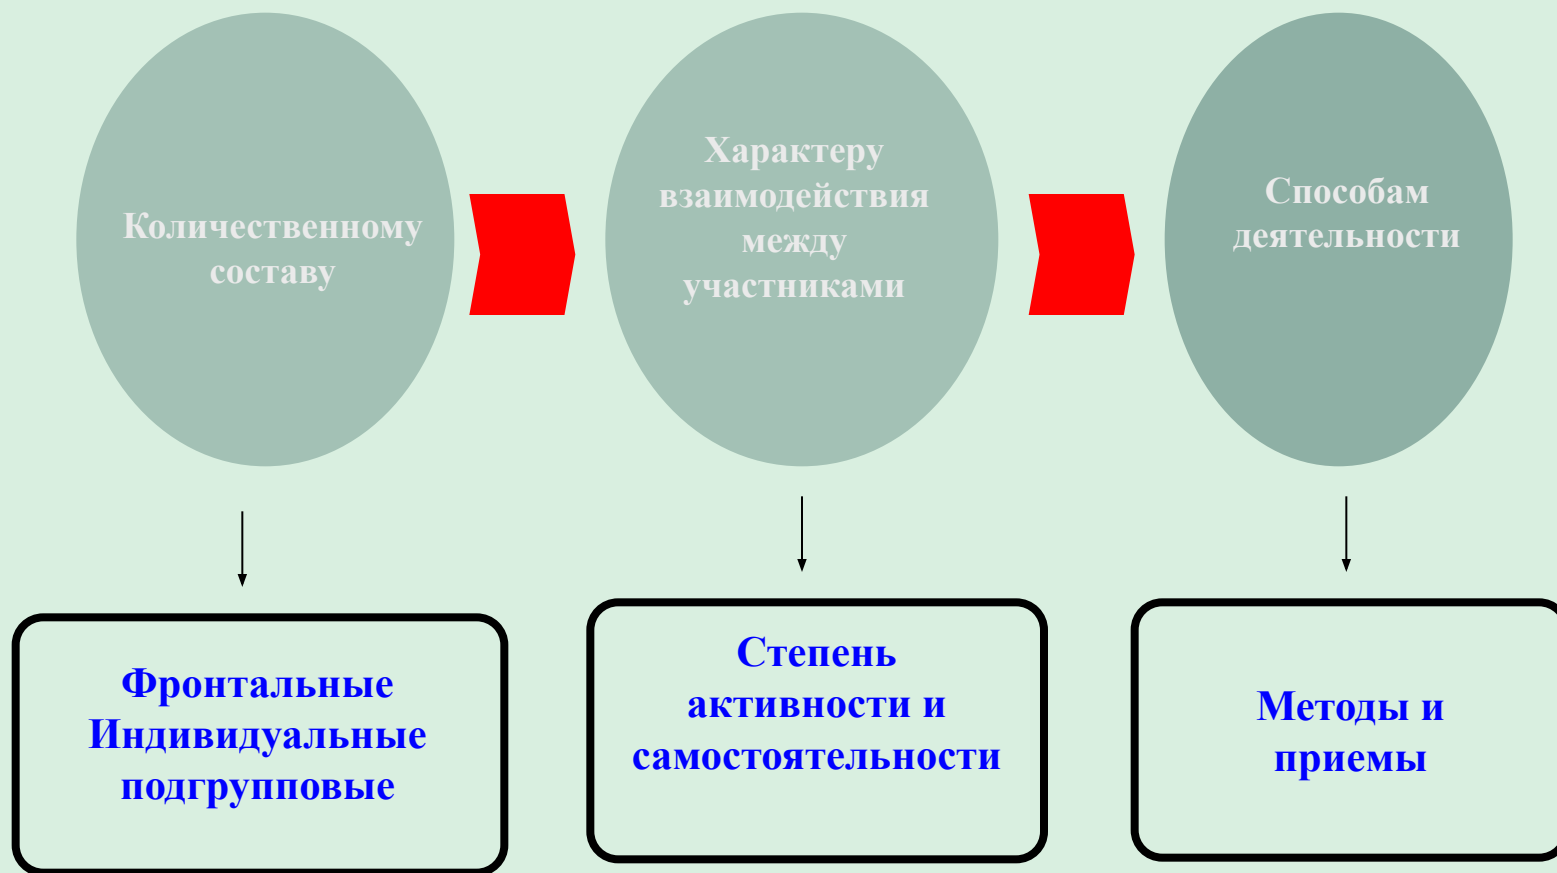 Количественному
составу
Характеру
взаимодействия
между
участниками
Способам
деятельности
Фронтальные
Индивидуальные
подгрупповые
Степень
активности и
самостоятельности
Методы и
приемы